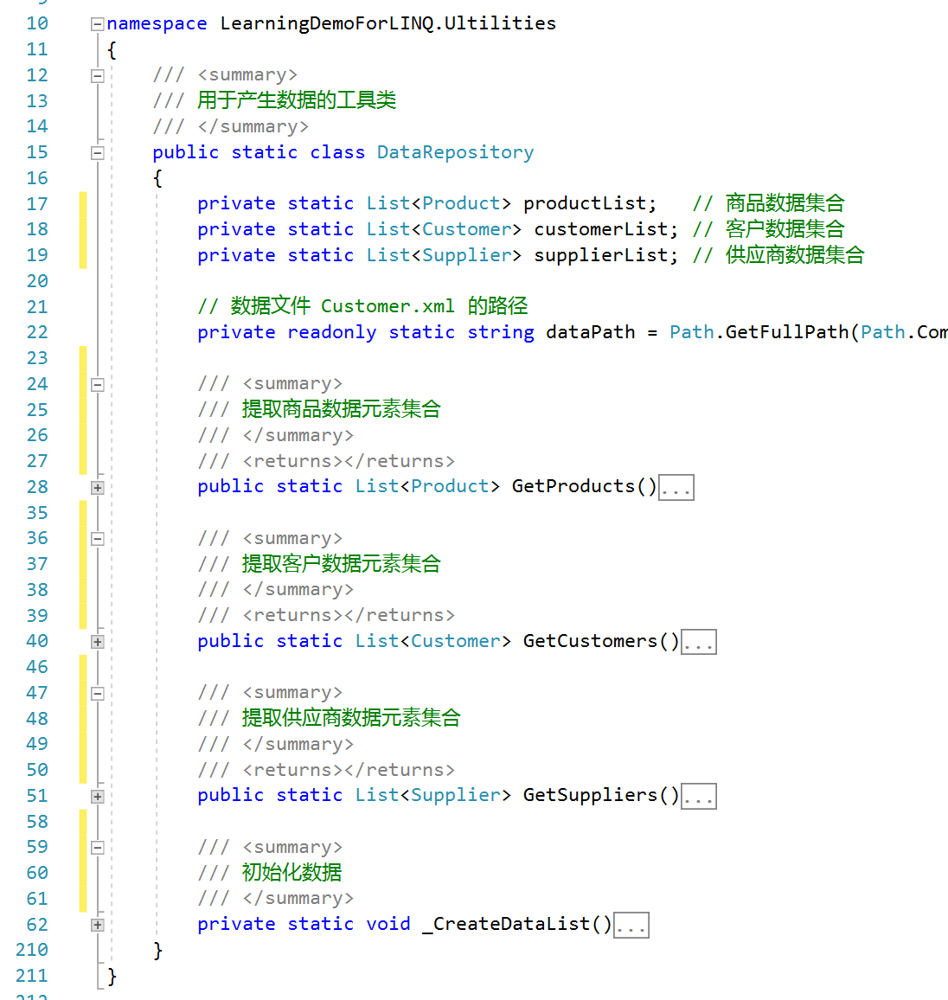 10 namespace LearningDemoForLINQ.Ultilities
11 {
12 /// <summary>
13 /// 用于产生数据的工具类
14 /// </summary>
15 public static class DataRepository
16 {
17 private static List<Product> productList; // 商品数据集合
18 private static List<Customer> customerList; // 客户数据集合
19 private static List<Supplier> supplierList; // 供应商数据集合
20
21 // 数据文件 Customer.xml 的路径
22 private readonly static string dataPath = Path.GetFullPath(Path.Com
23
24 /// <summary>
25 /// 提取商品数据元素集合
26 /// </summary>
27 /// <returns></returns>
28 public static List<Product> GetProducts()...
35
36 /// <summary>
37 /// 提取客户数据元素集合
38 /// </summary>
39 /// <returns></returns>
40 public static List<Customer> GetCustomers()...
46
47 /// <summary>
48 /// 提取供应商数据元素集合
49 /// </summary>
50 /// <returns></returns>
51 public static List<Supplier> GetSuppliers()...
58
59 /// <summary>
60 /// 初始化数据
61 /// </summary>
62 private static void _CreateDataList()...
210 }
211 }